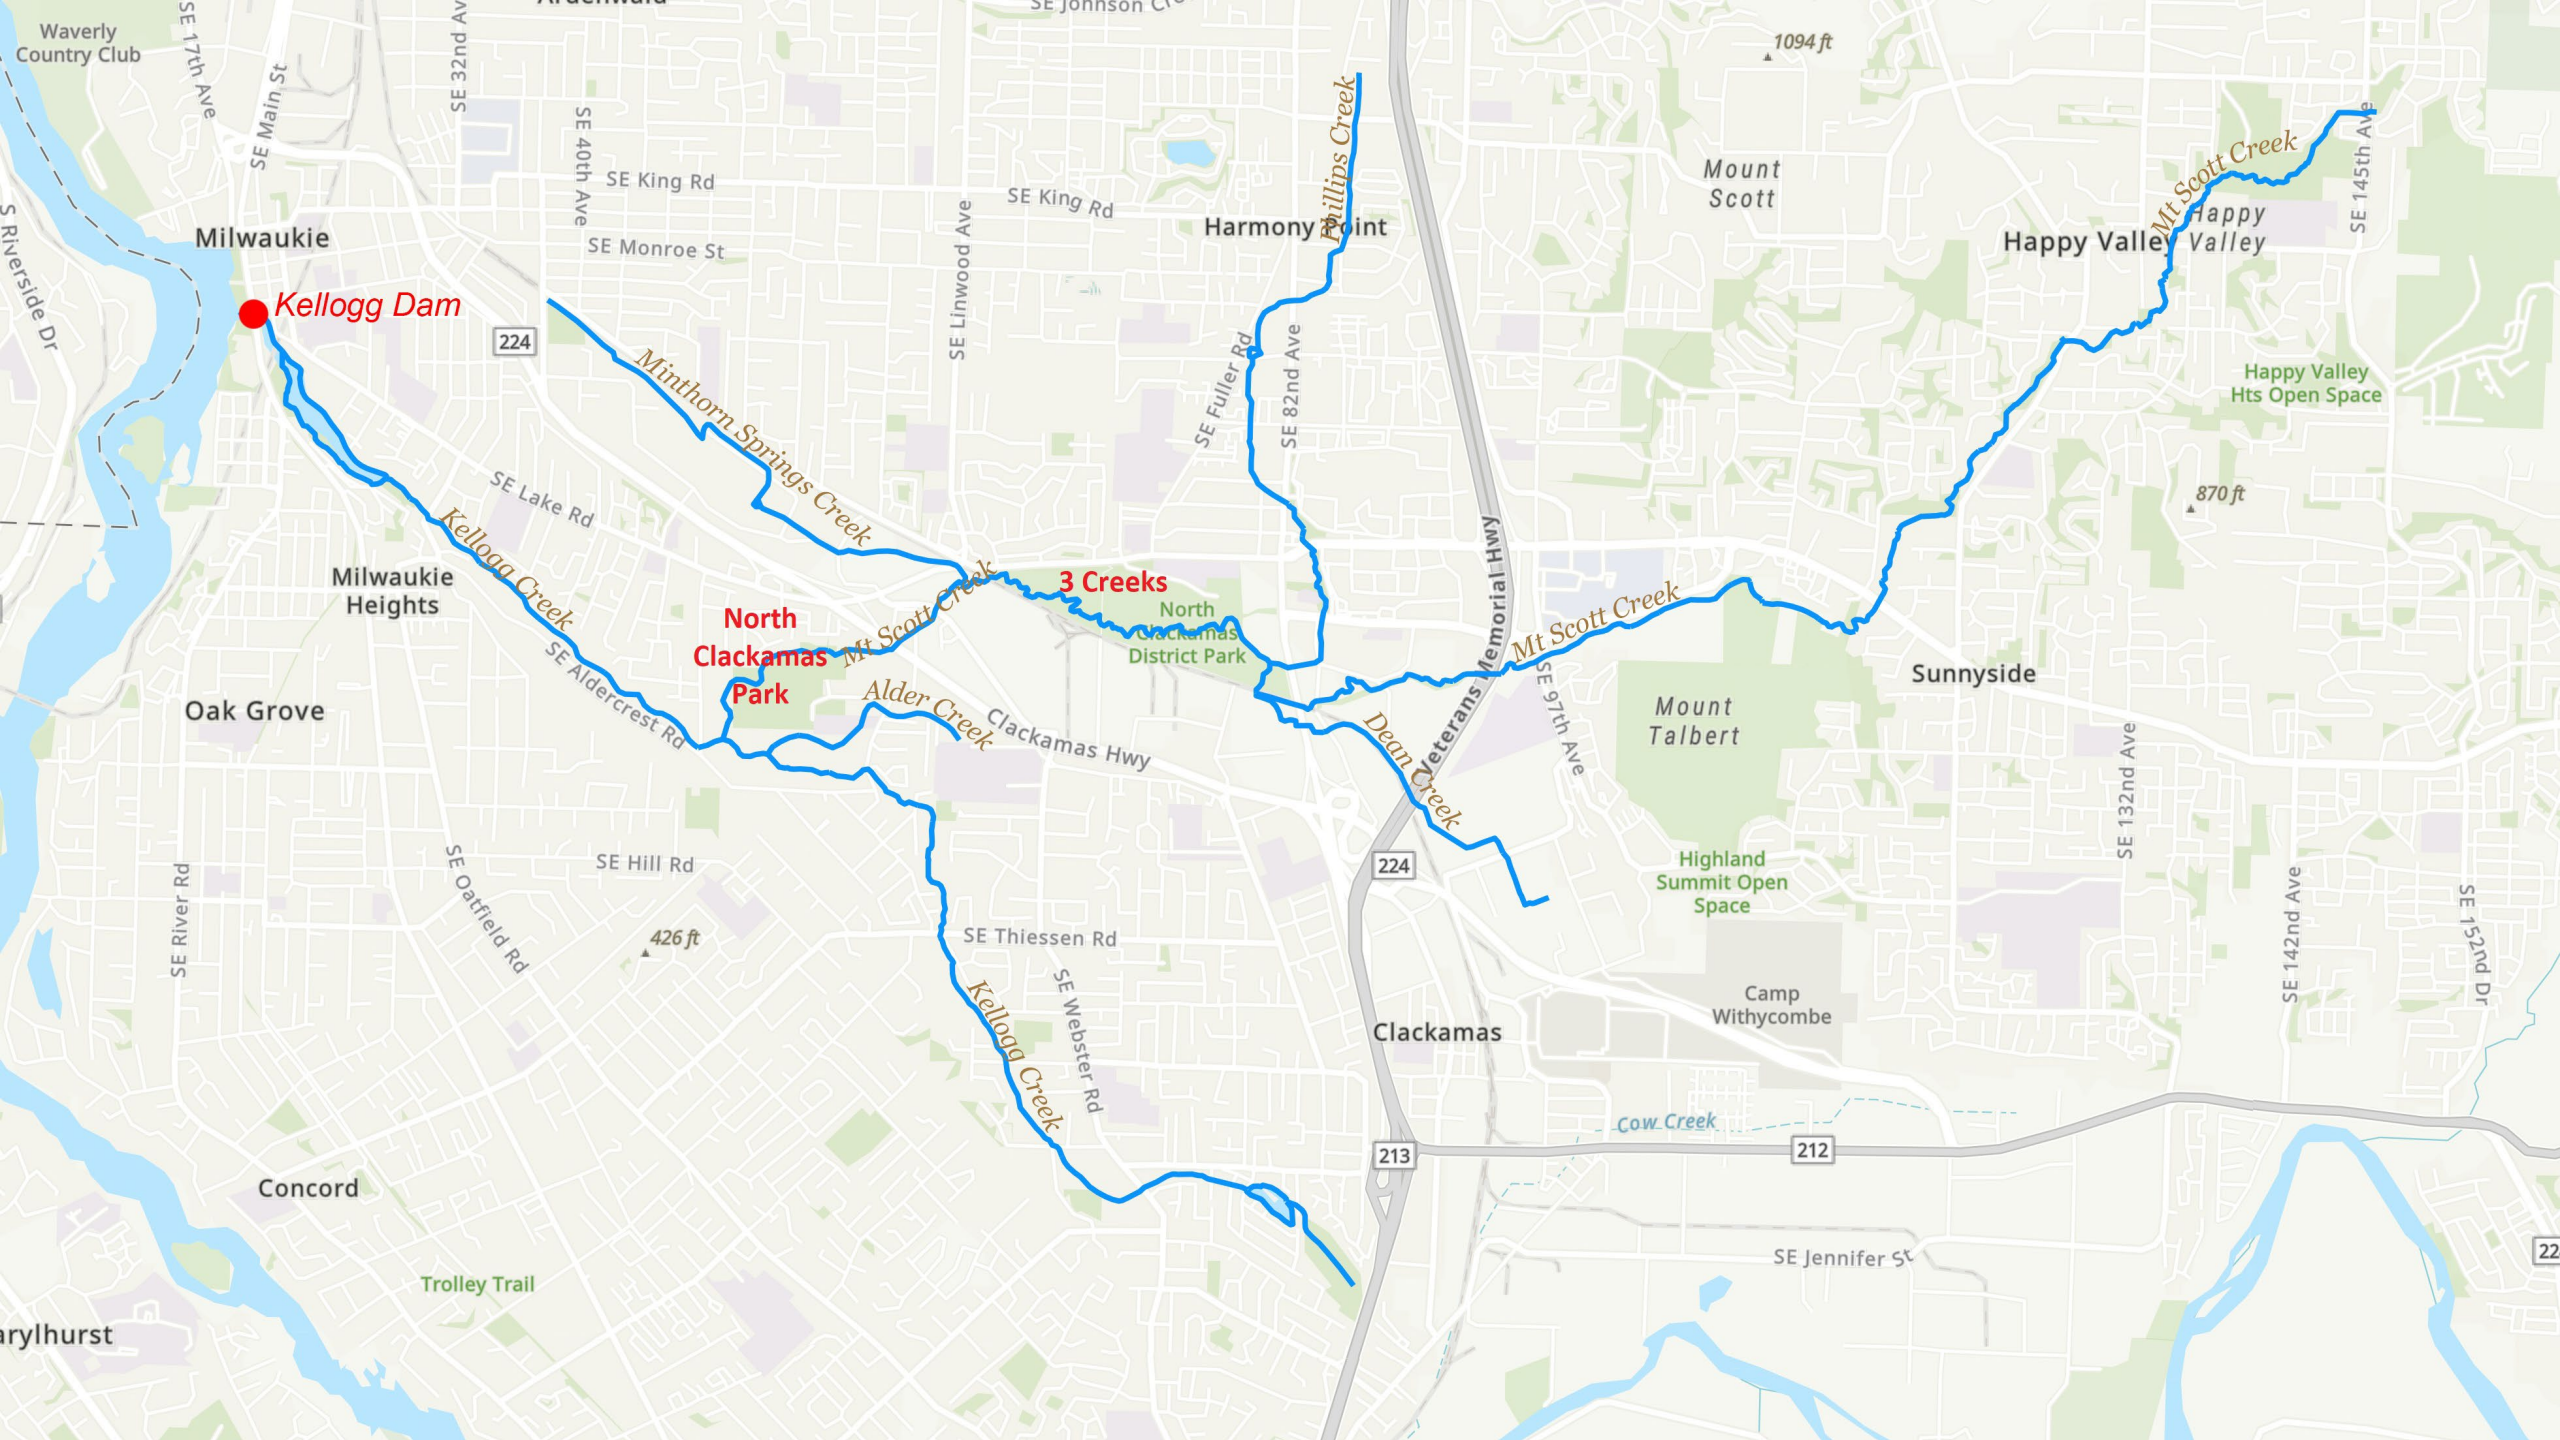 Ardenwald
SE Johnson Cr
Waverly
Country Club
SE 17th Ave
SE Main St
SE 32nd Av
SE 40th Ave
1094 ft
SE King Rd
SE King Rd
Mount
Scott
Phillips Creek
Harmony Point
Mt Scott Creek
SE 145th Ave
Happy Valley
Happy
Valley
S Riverside Dr
Milwaukie
SE Monroe St
SE Linwood Ave
Kellogg Dam
224
SE Fuller Rd
SE 82nd Ave
Happy Valley
Hts Open Space
Minthorn Springs Creek
SE Lake Rd
870 ft
Kellogg Creek
Milwaukie
Heights
3 Creeks
North
Clackamas
District Park
North
Clackamas
Park
Mt Scott Creek
Veterans Memorial Hwy
Mt Scott Creek
SE 97th Ave
Sunnyside
SE Aldercrest Rd
Oak Grove
Alder Creek
Clackamas Hwy
Dean Creek
Mount
Talbert
SE 132nd Ave
SE River Rd
SE Oatfield Rd
SE Hill Rd
224
Highland
Summit Open
Space
SE 142nd Ave
SE 152nd Dr
426 ft
SE Thiessen Rd
Kellogg Creek
SE Webster Rd
Clackamas
Camp
Withycombe
Cow Creek
213
212
Concord
Trolley Trail
SE Jennifer St
22
arylhurst